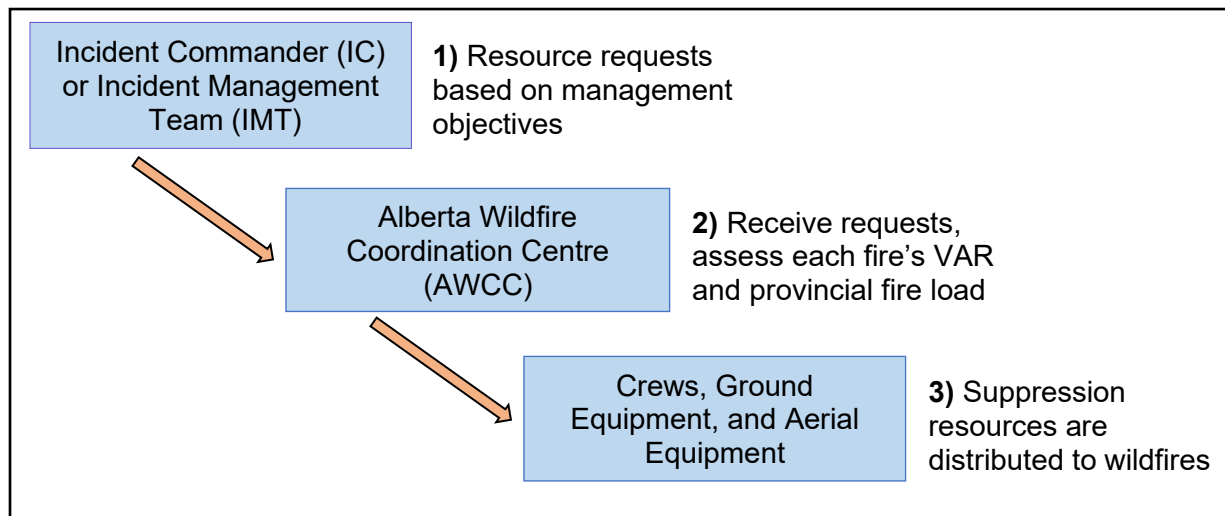 Incident Commander (IC)
or Incident Management
Team (IMT)
1) Resource requests
based on management
objectives
Alberta Wildfire
Coordination Centre
(AWCC)
2) Receive requests,
assess each fire’s VAR
and provincial fire load
Crews, Ground
Equipment, and Aerial
Equipment
3) Suppression
resources are
distributed to wildfires